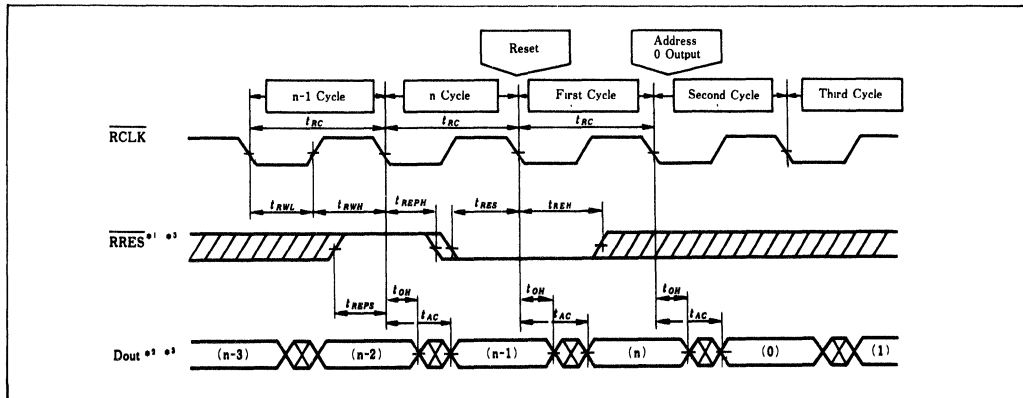 Reset
Address
0 Output
n-1 Cycle
n Cycle
First Cycle
Second Cycle
Third Cycle
tRC
tRC
tRC
RCLK
tRWL
tRWH
tREPH
tRES
tREH
RRES*1 *3
tREPS
tOH
tAC
tOH
tAC
tOH
tAC
Dout *2 *3
(n-3)
(n-2)
(n-1)
(n)
(0)
(1)